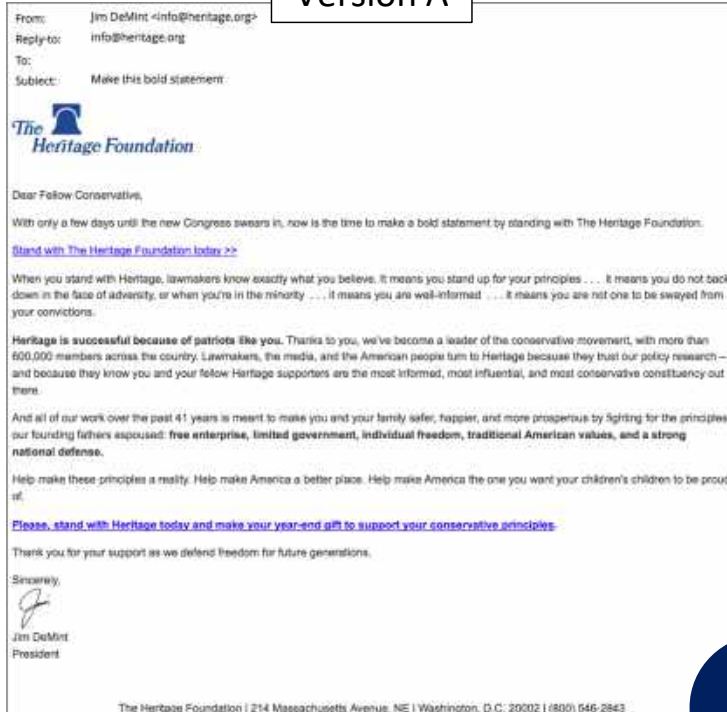 Version A
From: Jim DeMint <info@heritage.org>
Reply-to: info@heritage.org
To:
Subject: Make this bold statement
The
Heritage Foundation
Dear Fellow Conservative,
With only a few days until the new Congress swears in, now is the time to make a bold statement by standing with The Heritage Foundation.
Stand with The Heritage Foundation today >>
When you stand with Heritage, lawmakers know exactly what you believe. It means you stand up for your principles . . . it means you do not back
down in the face of adversity, or when you're in the minority . . . it means you are well-informed . . . it means you are not one to be swayed from
your convictions.
Heritage is successful because of patriots like you. Thanks to you, we've become a leader of the conservative movement, with more than
600,000 members across the country. Lawmakers, the media, and the American people turn to Heritage because they trust our policy research—
and because they know you and your fellow Heritage supporters are the most informed, most influential, and most conservative constituency out
there.
And all of our work over the past 41 years is meant to make you and your family safer, happier, and more prosperous by fighting for the principles
our founding fathers espoused: free enterprise, limited government, individual freedom, traditional American values, and a strong
national defense.
Help make these principles a reality. Help make America a better place. Help make America the one you want your children's children to be proud
of.
Please, stand with Heritage today and make your year-end gift to support your conservative principles.
Thank you for your support as we defend freedom for future generations.
Sincerely,
Jim
Jim DeMint
President
The Heritage Foundation | 214 Massachusetts Avenue, NE | Washington, D.C. 20002 | (800) 546-2843